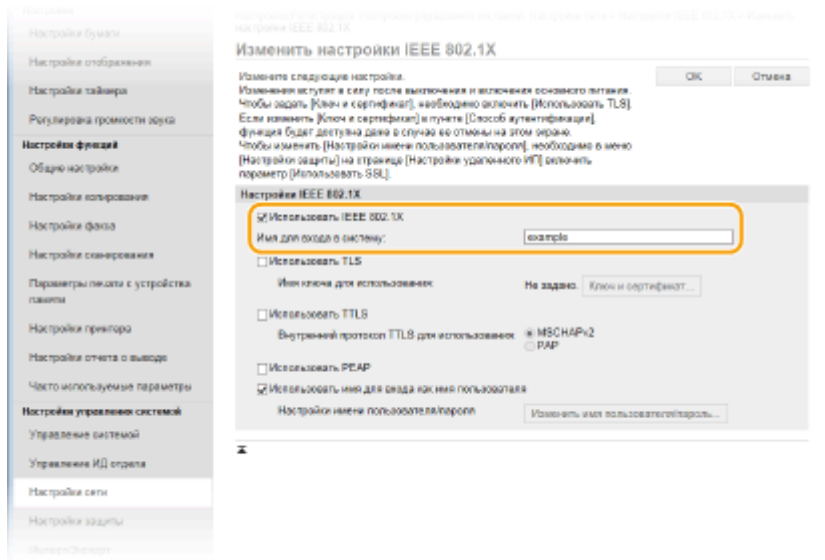 Настройки бумаги
Настройки отображения
Настройки таймера
Регулировка громкости звука
Настройки функций
Общие настройки
Настройки копирования
Настройки факса
Настройки сканирования
Параметры печати с устройства
памяти
Настройки принтера
Настройки отчета о выводе
Часто используемые параметры
Настройки управления системой
Управление системой
Управление ИД отдела
Настройки сети
Настройки защиты
Импорт/Экспорт
настройки IEEE 802.1X
Изменить настройки IEEE 802.1X
OK
Отмена
Измените следующие настройки.
Изменения вступят в силу после выключения и включения основного питания.
Чтобы задать [Ключ и сертификат], необходимо включить [Использовать TLS].
Если изменить [Ключ и сертификат] в пункте [Способ аутентификации],
функция будет доступна даже в случае ее отмены на этом экране.
Чтобы изменить [Настройки имени пользователя/пароля], необходимо в меню
[Настройки защиты] на странице [Настройки удаленного ИП] включить
параметр [Использовать SSL].
Настройки IEEE 802.1X
Использовать IEEE 802.1X
Имя для входа в систему:
example
Использовать TLS
Имя ключа для использования:
Не задано.
Ключ и сертификат...
Использовать TTLS
Внутренний протокол TTLS для использования:
MSCHAPv2
PAP
Использовать PEAP
Использовать имя для входа как имя пользователя
Настройки имени пользователя/пароля
Изменить имя пользователя/пароль...